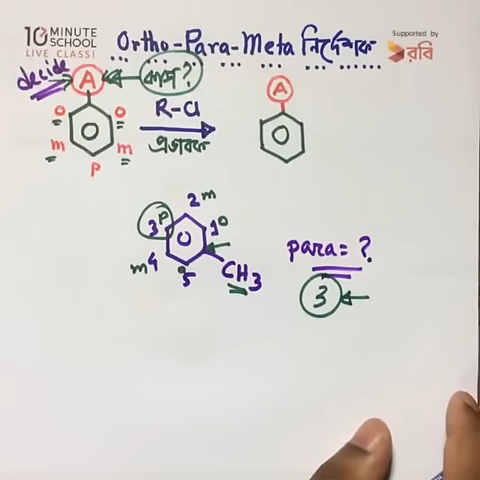 10 MINUTE SCHOOL
LIVE CLASS!
Ortho-Para-Meta নির্দেশক
Supported by
রবি
decide
A
কাকে?
R-Cl
প্রভাবক
A
O
O
m
m
P
2 m
3 P
1 O
m 4
5
CH3
para = ?
3